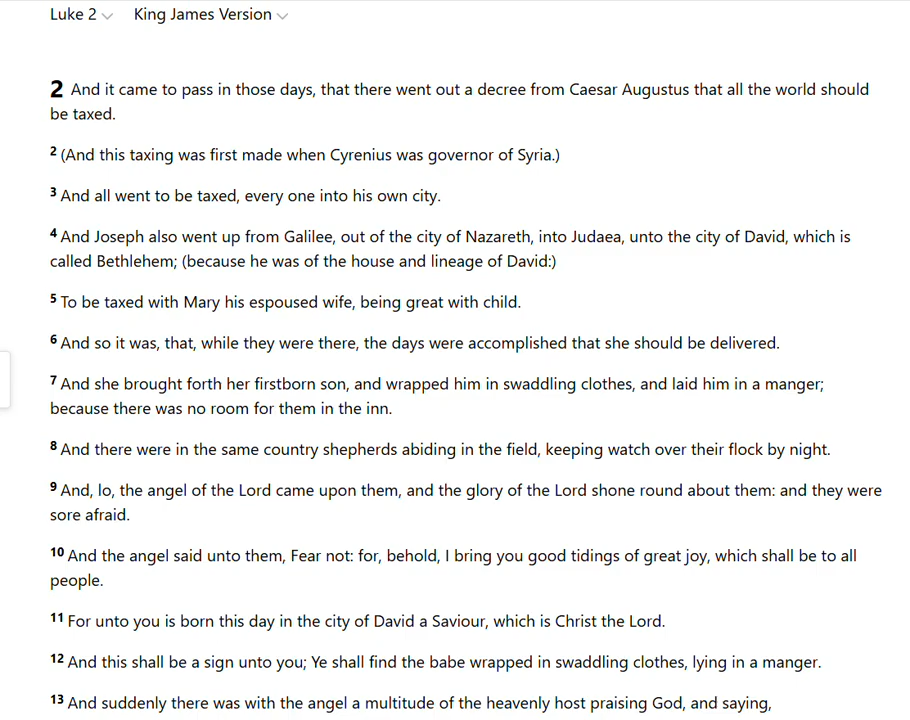 Luke 2 King James Version
2 And it came to pass in those days, that there went out a decree from Caesar Augustus that all the world should
be taxed.
2 (And this taxing was first made when Cyrenius was governor of Syria.)
3 And all went to be taxed, every one into his own city.
4 And Joseph also went up from Galilee, out of the city of Nazareth, into Judaea, unto the city of David, which is
called Bethlehem; (because he was of the house and lineage of David:)
5 To be taxed with Mary his espoused wife, being great with child.
6 And so it was, that, while they were there, the days were accomplished that she should be delivered.
7 And she brought forth her firstborn son, and wrapped him in swaddling clothes, and laid him in a manger;
because there was no room for them in the inn.
8 And there were in the same country shepherds abiding in the field, keeping watch over their flock by night.
9 And, lo, the angel of the Lord came upon them, and the glory of the Lord shone round about them: and they were
sore afraid.
10 And the angel said unto them, Fear not: for, behold, I bring you good tidings of great joy, which shall be to all
people.
11 For unto you is born this day in the city of David a Saviour, which is Christ the Lord.
12 And this shall be a sign unto you; Ye shall find the babe wrapped in swaddling clothes, lying in a manger.
13 And suddenly there was with the angel a multitude of the heavenly host praising God, and saying,